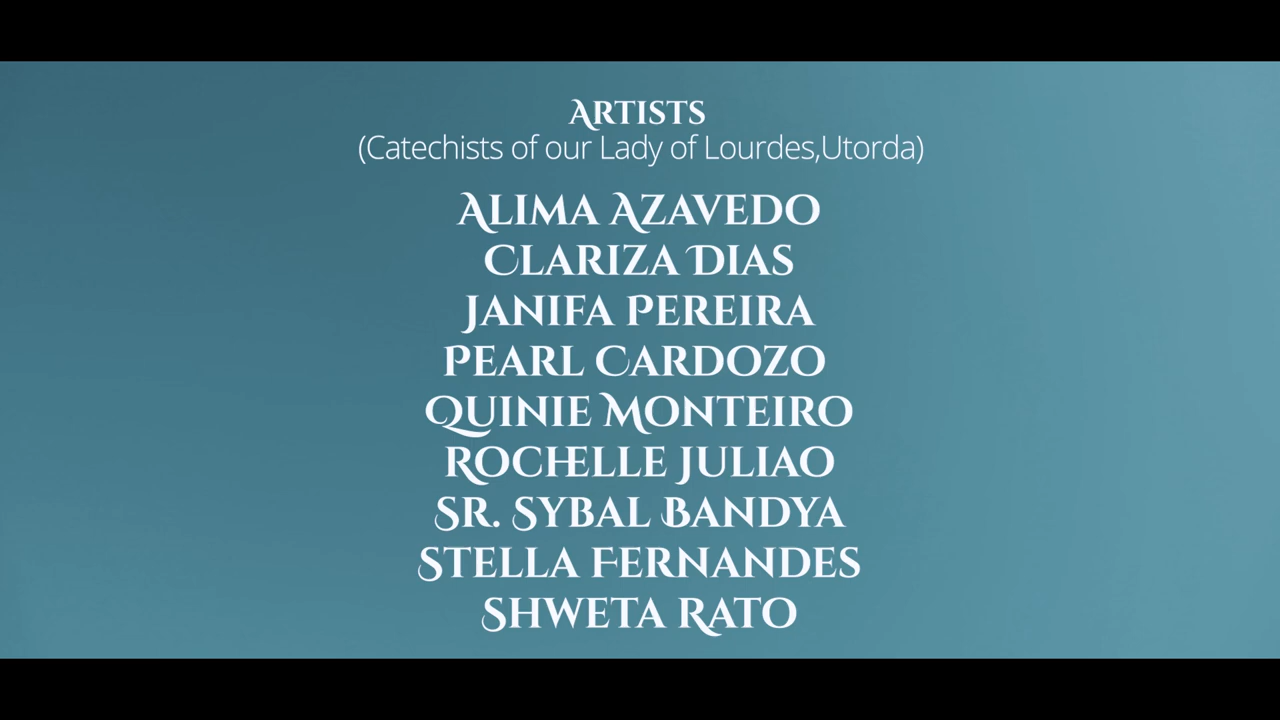 ARTISTS
(Catechists of our Lady of Lourdes,Utorda)
ALIMA AZAVEDO
CLARIZA DIAS
JANIFA PEREIRA
PEARL CARDOZO
QUINIE MONTEIRO
ROCHELLE JULIAO
SR. SYBAL BANDYA
STELLA FERNANDES
SHWETA RATO